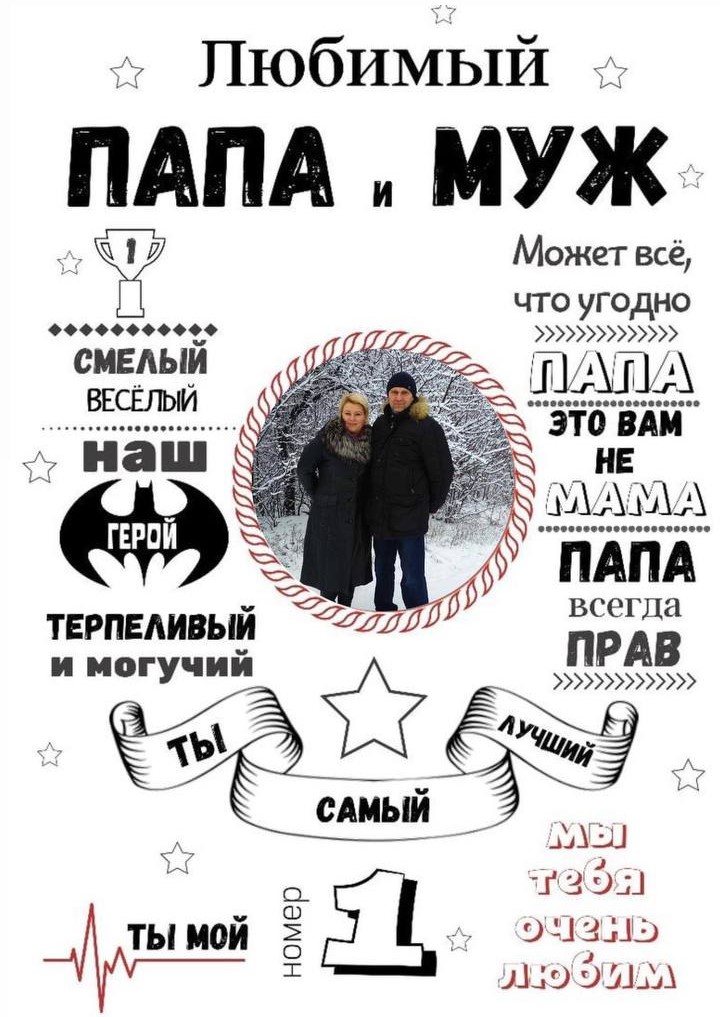 Любимый
ПАПА и МУЖ
1
СМЕЛЫЙ
ВЕСЁЛЫЙ
наш
ГЕРОЙ
ТЕРПЕЛИВЫЙ
и могучий
Может всё,
что угодно
ПАПА
ЭТО ВАМ
НЕ
МАМА
ПАПА
всегда
ПРАВ
ТЫ
САМЫЙ
ЛУЧШИЙ
ТЫ МОЙ
номер
1
мы
тебя
очень
любим